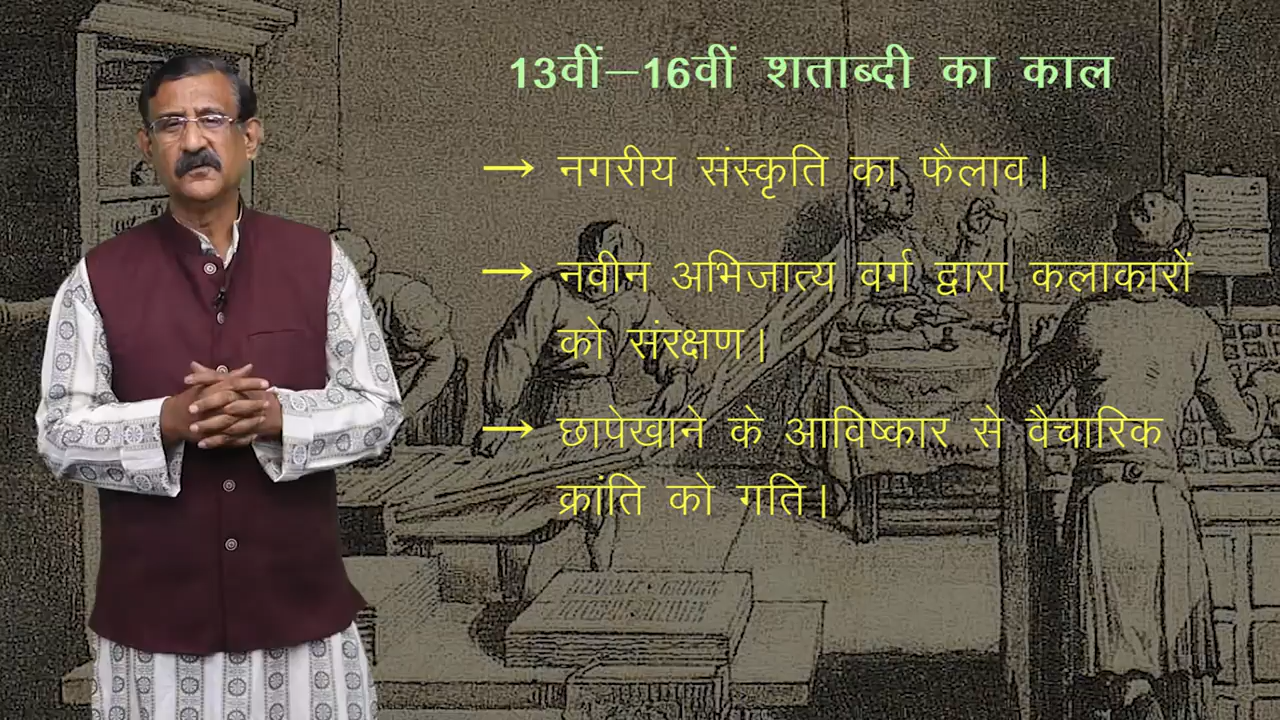 13वीं–16वीं शताब्दी का काल
→ नगरीय संस्कृति का फैलाव।
→ नवीन अभिजात्य वर्ग द्वारा कलाकारों
को संरक्षण।
→ छापेखाने के आविष्कार से वैचारिक
क्रांति को गति।